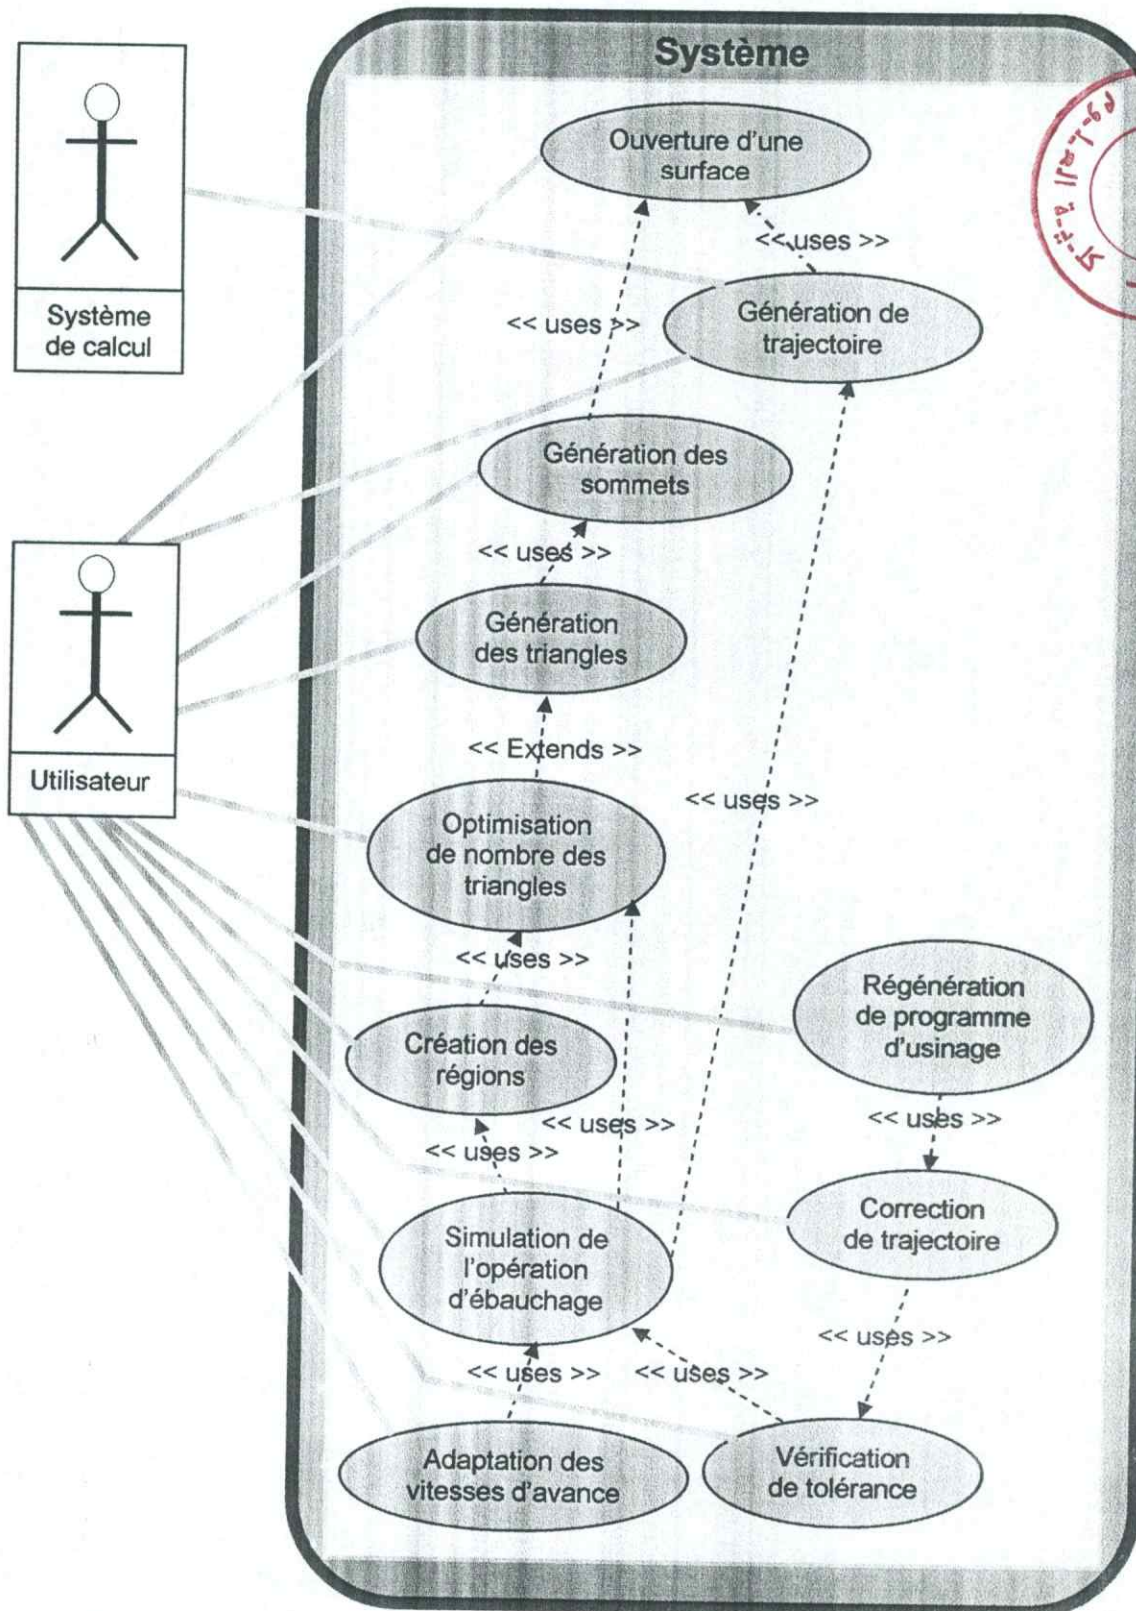 Système
Ouverture d'une
surface
<< uses >>
Système
de calcul
<< uses >>
Génération de
trajectoire
Génération des
sommets
<< uses >>
Génération
des triangles
<< Extends >>
Utilisateur
<< uses >>
Optimisation
de nombre des
triangles
<< uses >>
Régénération
de programme
d'usinage
Création des
régions
<< uses >>
<< uses >>
<< uses >>
Simulation de
l'opération
d'ébauchage
Correction
de trajectoire
<< uses >>
<< uses >>
<< uses >>
Adaptation des
vitesses d'avance
Vérification
de tolérance